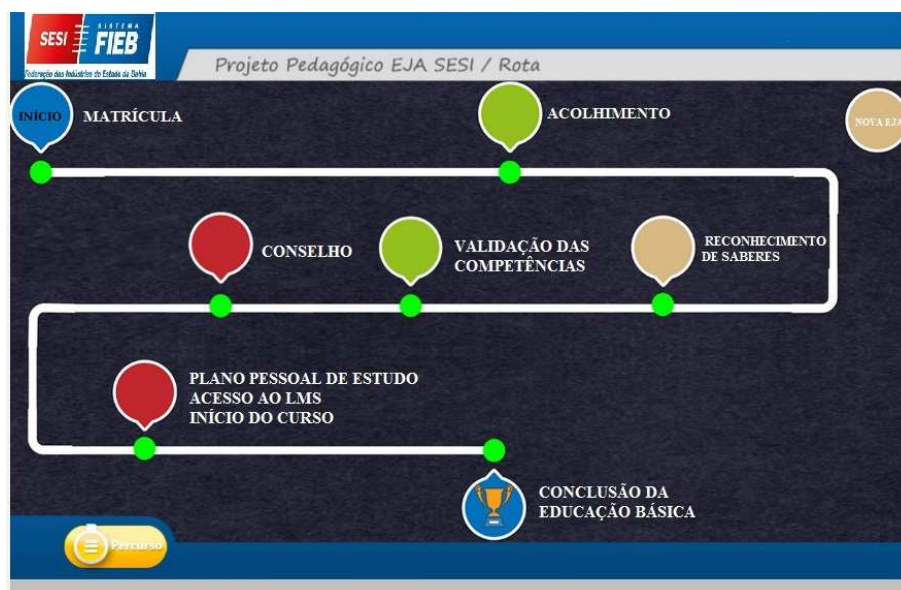 SESI
SISTEMA
FIEB
Federação das Indústrias do Estado da Bahia
Projeto Pedagógico EJA SESI / Rota
INÍCIO
MATRÍCULA
ACOLHIMENTO
NOVA EJA
CONSELHO
VALIDAÇÃO DAS
COMPETÊNCIAS
RECONHECIMENTO
DE SABERES
PLANO PESSOAL DE ESTUDO
ACESSO AO LMS
INÍCIO DO CURSO
CONCLUSÃO DA
EDUCAÇÃO BÁSICA
Percurso